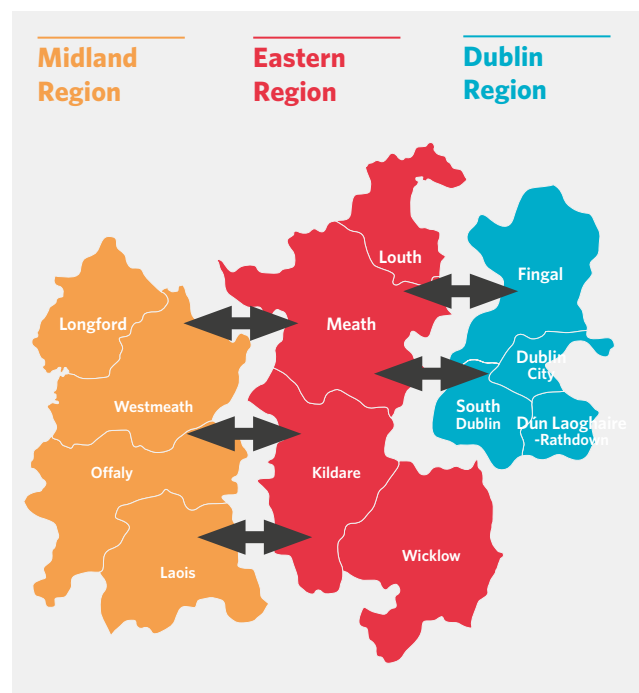 Midland
Region
Eastern
Region
Dublin
Region
Louth
Fingal
Longford
Meath
Dublin
City
Westmeath
South
Dublin
Dún Laoghaire
-Rathdown
Offaly
Kildare
Wicklow
Laois